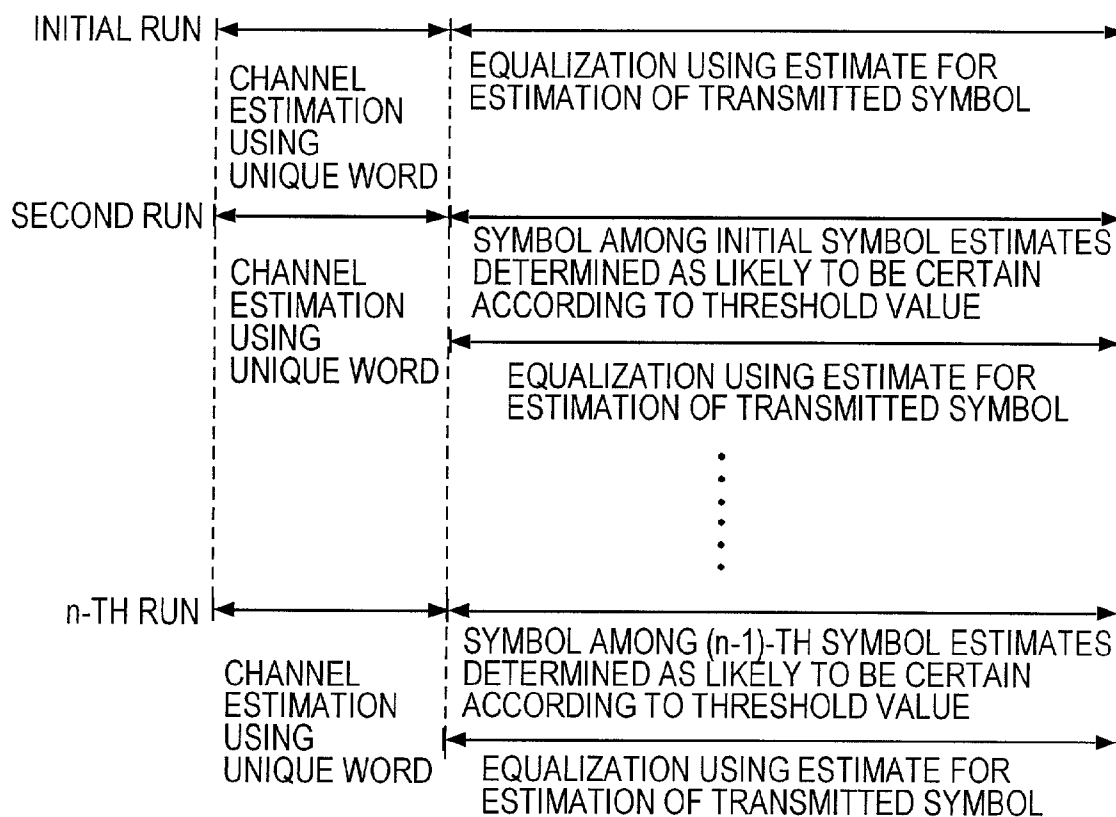 INITIAL RUN
CHANNEL
ESTIMATION
USING
UNIQUE WORD
EQUALIZATION USING ESTIMATE FOR
ESTIMATION OF TRANSMITTED SYMBOL
SECOND RUN
CHANNEL
ESTIMATION
USING
UNIQUE WORD
SYMBOL AMONG INITIAL SYMBOL ESTIMATES
DETERMINED AS LIKELY TO BE CERTAIN
ACCORDING TO THRESHOLD VALUE
EQUALIZATION USING ESTIMATE FOR
ESTIMATION OF TRANSMITTED SYMBOL
n-TH RUN
CHANNEL
ESTIMATION
USING
UNIQUE WORD
SYMBOL AMONG (n-1)-TH SYMBOL ESTIMATES
DETERMINED AS LIKELY TO BE CERTAIN
ACCORDING TO THRESHOLD VALUE
EQUALIZATION USING ESTIMATE FOR
ESTIMATION OF TRANSMITTED SYMBOL